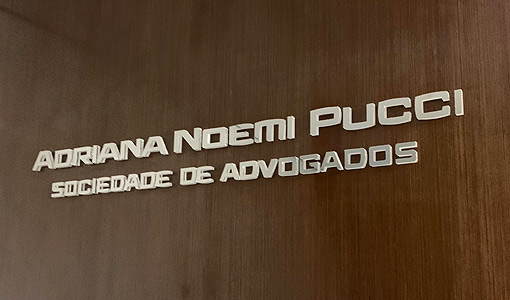 ADRIANA NOEMI PUCCI
SOCIEDADE DE ADVOGADOS